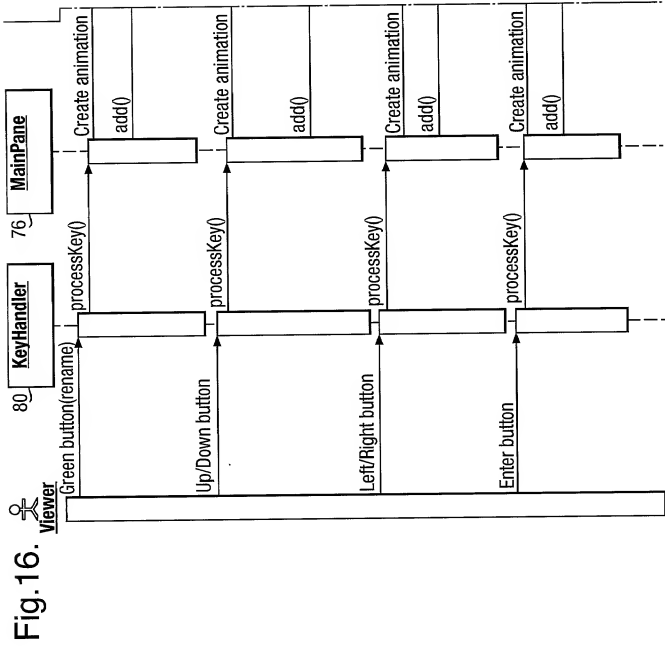 Fig.16.
Viewer
80
KeyHandler
76
MainPane
Green button(rename)
processKey()
Create animation
add()
Up/Down button
processKey()
Create animation
add()
Left/Right button
processKey()
Create animation
add()
Enter button
processKey()
Create animation
add()